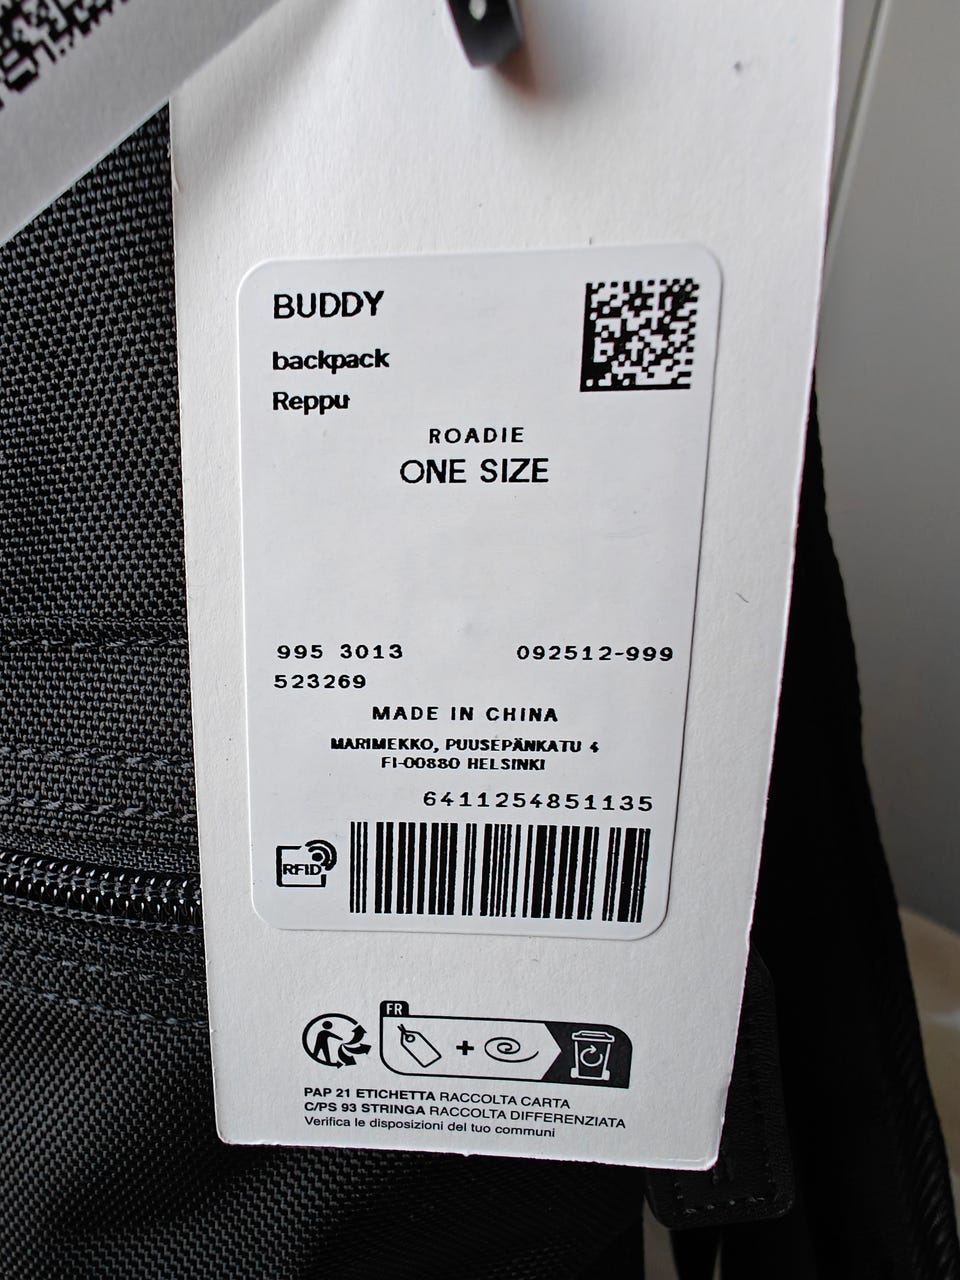 BUDDY
backpack
Reppu
ROADIE
ONE SIZE
995 3013 092512-999
523269
MADE IN CHINA
MARIMEKKO, PUUSEPÄNKATU 4
FI-00880 HELSINKI
6411254851135
RFID
FR
PAP 21 ETICHETTA RACCOLTA CARTA
C/PS 93 STRINGA RACCOLTA DIFFERENZIATA
Verifica le disposizioni del tuo communi